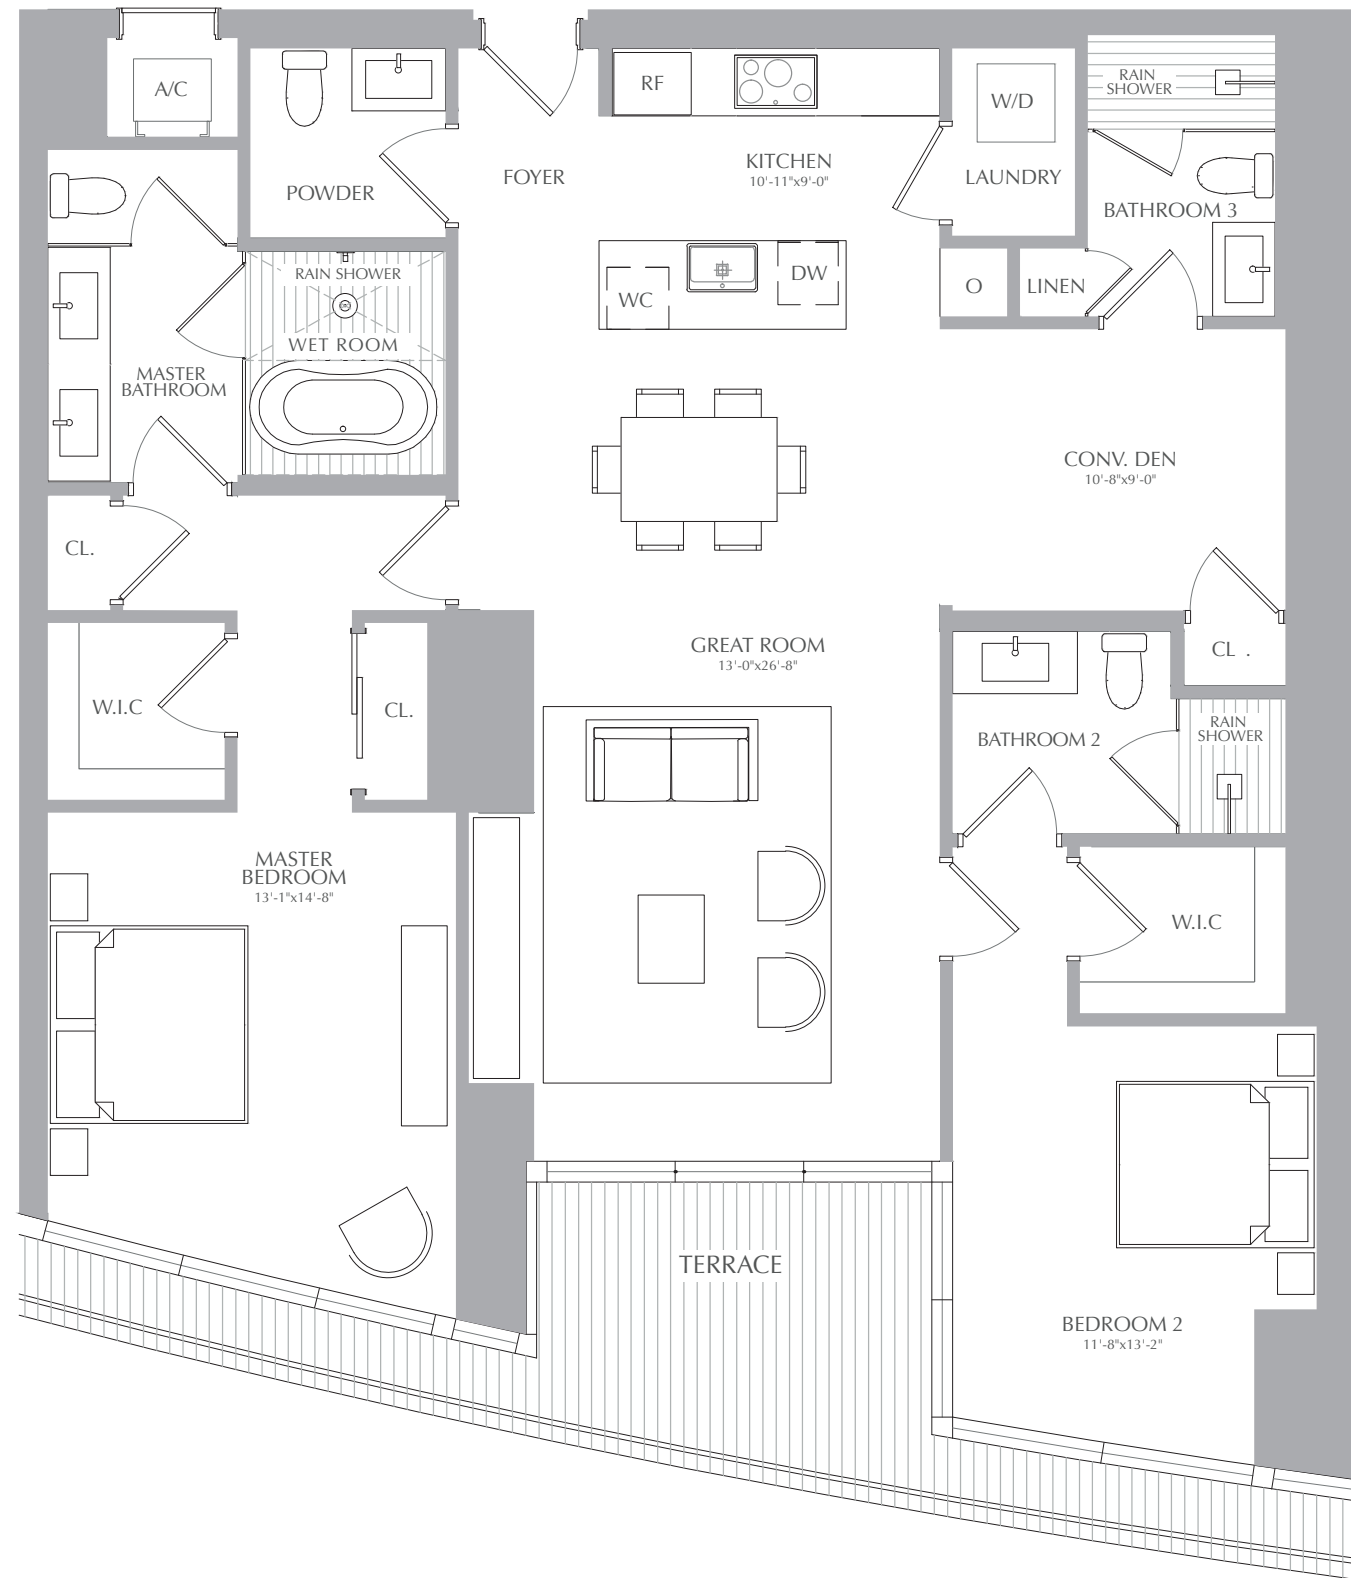 A/C
RF
W/D
RAIN
SHOWER
POWDER
FOYER
KITCHEN
10'-11"x9'-0"
LAUNDRY
BATHROOM 3
RAIN SHOWER
WC
DW
O
LINEN
WET ROOM
MASTER
BATHROOM
CONV. DEN
10'-8"x9'-0"
CL.
GREAT ROOM
13'-0"x26'-8"
CL .
W.I.C
CL.
BATHROOM 2
RAIN
SHOWER
MASTER
BEDROOM
13'-1"x14'-8"
W.I.C
TERRACE
BEDROOM 2
11'-8"x13'-2"